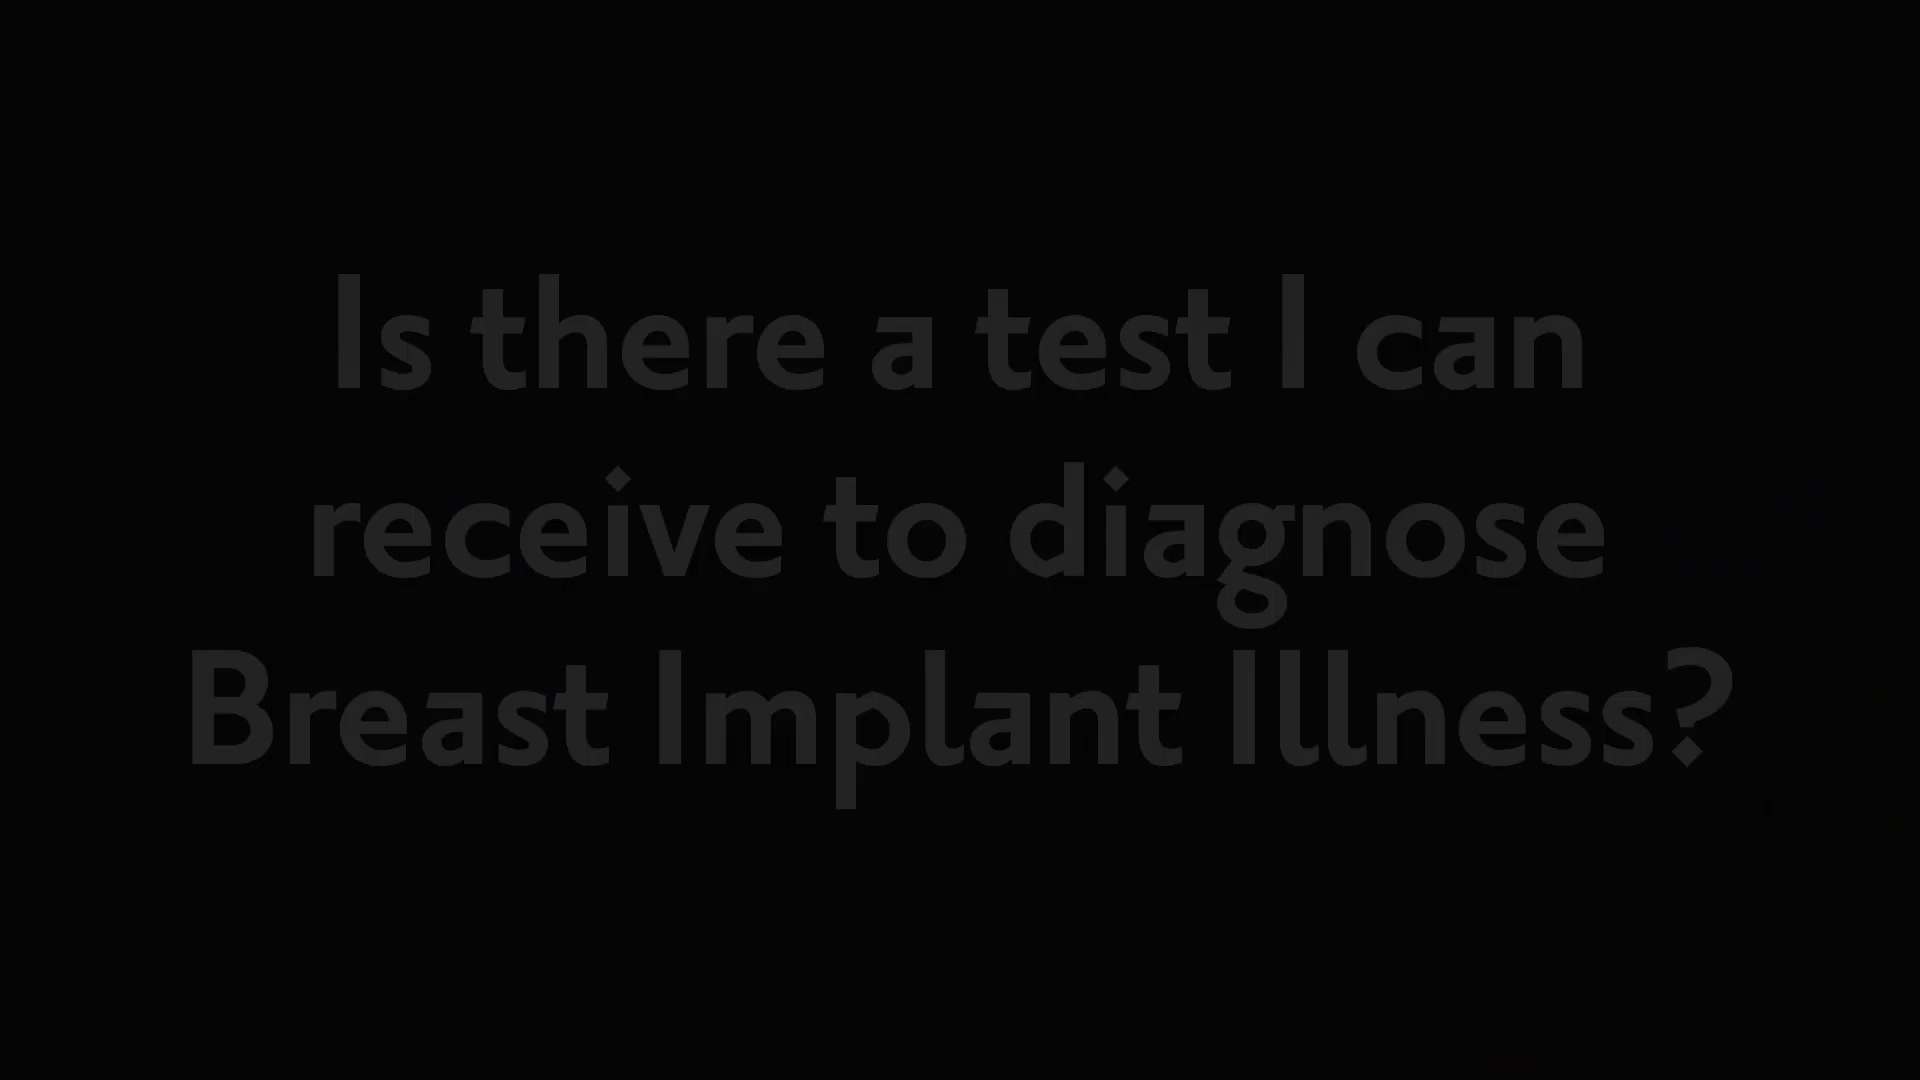 Is there a test I can
receive to diagnose
Breast Implant Illness?